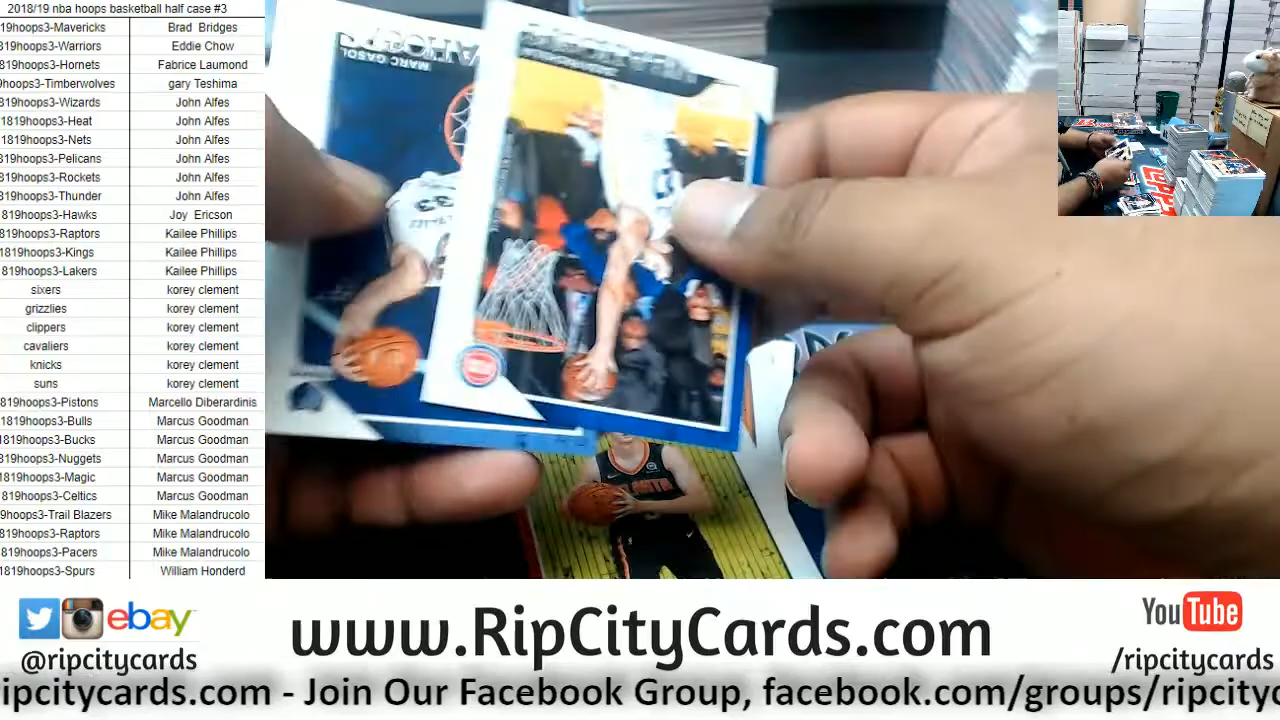 2018/19 nba hoops basketball half case #3
19hoops3-Mavericks Brad Bridges
819hoops3-Warriors Eddie Chow
819hoops3-Hornets Fabrice Laumond
9hoops3-Timberwolves gary Teshima
819hoops3-Wizards John Alfes
1819hoops3-Heat John Alfes
1819hoops3-Nets John Alfes
819hoops3-Pelicans John Alfes
819hoops3-Rockets John Alfes
819hoops3-Thunder John Alfes
819hoops3-Hawks Joy Ericson
819hoops3-Raptors Kailee Phillips
1819hoops3-Kings Kailee Phillips
819hoops3-Lakers Kailee Phillips
sixers korey clement
grizzlies korey clement
clippers korey clement
cavaliers korey clement
knicks korey clement
suns korey clement
819hoops3-Pistons Marcello Diberardinis
1819hoops3-Bulls Marcus Goodman
819hoops3-Bucks Marcus Goodman
819hoops3-Nuggets Marcus Goodman
1819hoops3-Magic Marcus Goodman
819hoops3-Celtics Marcus Goodman
819hoops3-Trail Blazers Mike Malandrucolo
819hoops3-Raptors Mike Malandrucolo
819hoops3-Pacers Mike Malandrucolo
1819hoops3-Spurs William Honderd
HOOPS
MARC GASOL
33
ebay
@ripcitycards
www.RipCityCards.com
YouTube
/ripcitycards
ripcitycards.com - Join Our Facebook Group, facebook.com/groups/ripcityc